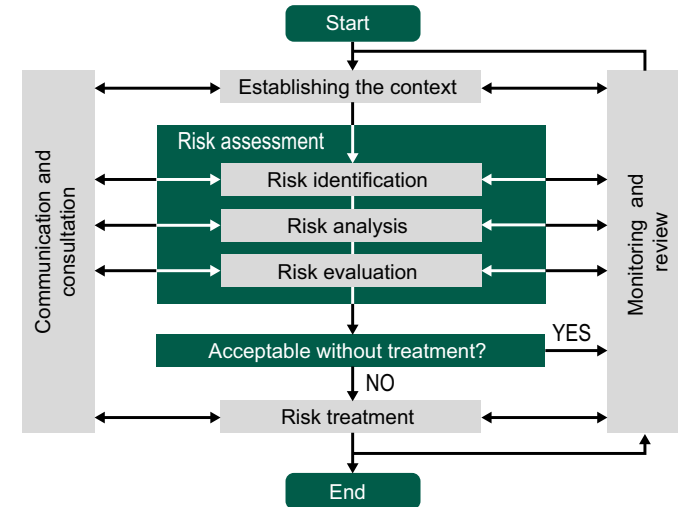 Start
Establishing the context
Risk assessment
Risk identification
Risk analysis
Risk evaluation
Acceptable without treatment?
YES
NO
Risk treatment
End
Communication and
consultation
Monitoring and
review